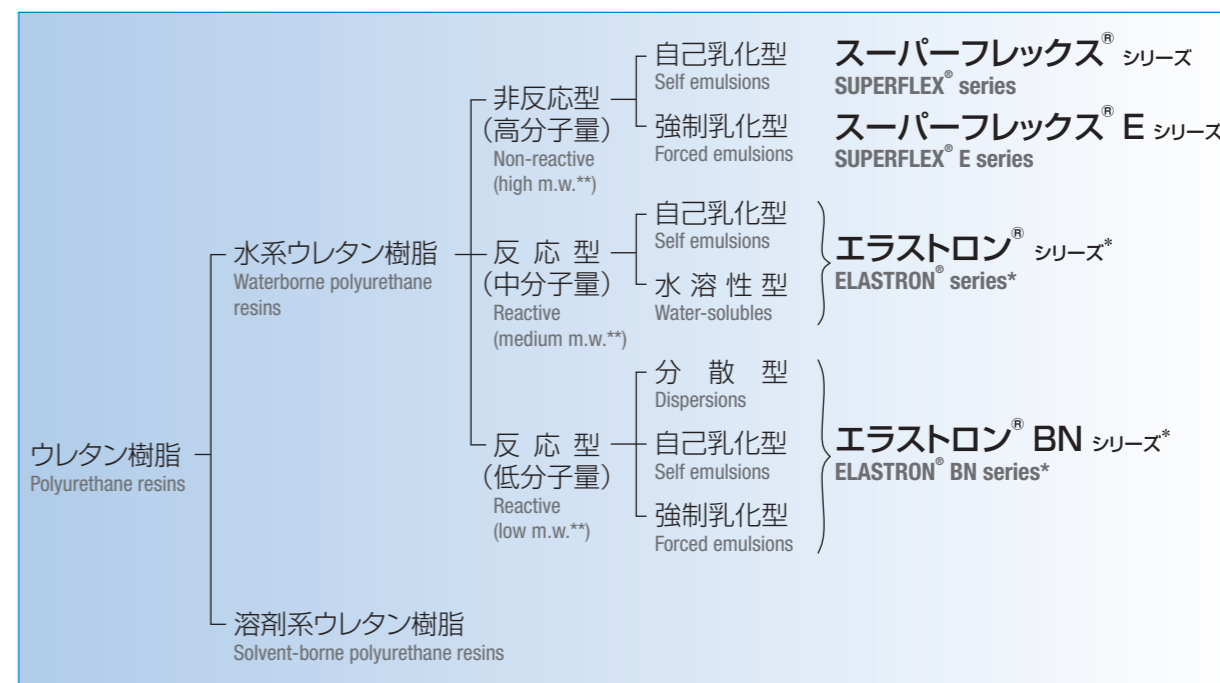 自己乳化型
Self emulsions
スーパーフレックス® シリーズ
SUPERFLEX® series
非反応型
(高分子量)
Non-reactive
(high m.w.**)
強制乳化型
Forced emulsions
スーパーフレックス® E シリーズ
SUPERFLEX® E series
水系ウレタン樹脂
Waterborne polyurethane
resins
反応型
(中分子量)
Reactive
(medium m.w.**)
自己乳化型
Self emulsions
水溶性型
Water-solubles
エラストロン® シリーズ*
ELASTRON® series*
分散型
Dispersions
反応型
(低分子量)
Reactive
(low m.w.**)
自己乳化型
Self emulsions
強制乳化型
Forced emulsions
エラストロン® BN シリーズ*
ELASTRON® BN series*
ウレタン樹脂
Polyurethane resins
溶剤系ウレタン樹脂
Solvent-borne polyurethane resins